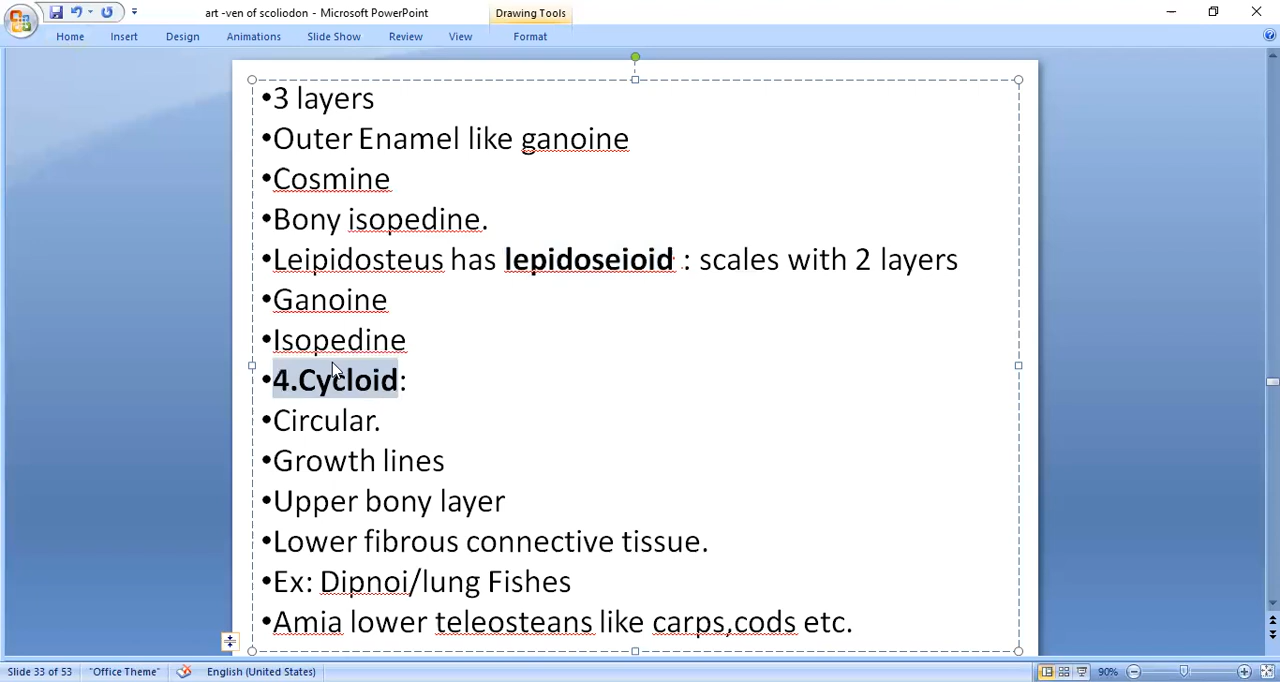 art -ven of scoliodon - Microsoft PowerPoint
Drawing Tools
Home Insert Design Animations Slide Show Review View Format
•3 layers
•Outer Enamel like ganoine
•Cosmine
•Bony isopedine.
•Leipidosteus has lepidoseioid : scales with 2 layers
•Ganoine
•Isopedine
•4.Cycloid:
•Circular.
•Growth lines
•Upper bony layer
•Lower fibrous connective tissue.
•Ex: Dipnoi/lung Fishes
•Amia lower teleosteans like carps,cods etc.
Slide 33 of 53 "Office Theme" English (United States) 90%